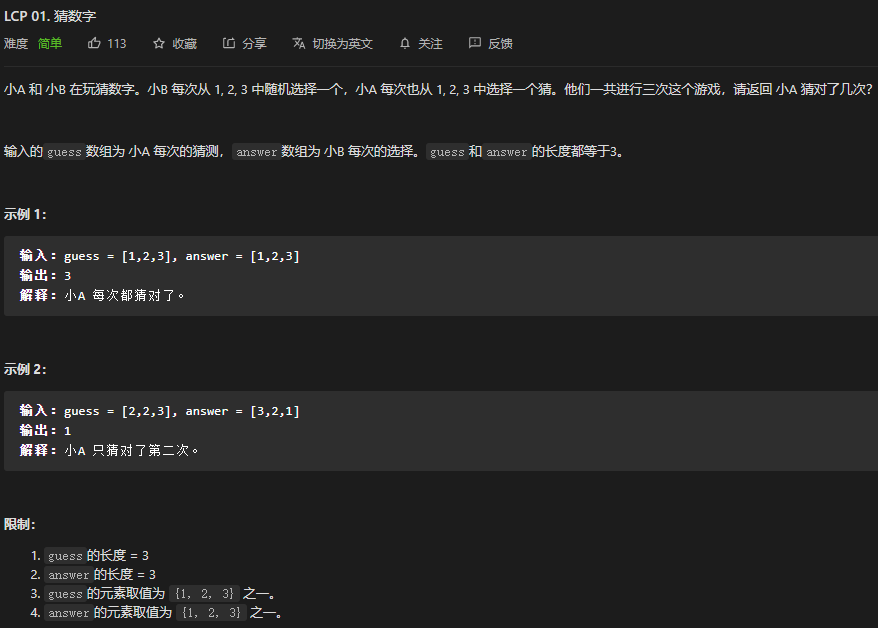 LCP 01. 猜数字
难度 简单 113 收藏 分享 切换为英文 关注 反馈
小A 和 小B 在玩猜数字。小B 每次从 1, 2, 3 中随机选择一个，小A 每次也从 1, 2, 3 中选择一个猜。他们一共进行三次这个游戏，请返回 小A 猜对了几次？
输入的 guess 数组为 小A 每次的猜测，answer 数组为 小B 每次的选择。guess 和 answer 的长度都等于3。
示例 1：
输入：guess = [1,2,3], answer = [1,2,3]
输出：3
解释：小A 每次都猜对了。
示例 2：
输入：guess = [2,2,3], answer = [3,2,1]
输出：1
解释：小A 只猜对了第二次。
限制：
1. guess 的长度 = 3
2. answer 的长度 = 3
3. guess 的元素取值为 {1, 2, 3} 之一。
4. answer 的元素取值为 {1, 2, 3} 之一。